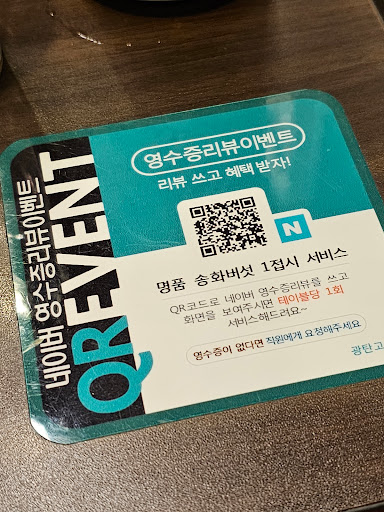 네이버 영수증리뷰이벤트
QR EVENT
영수증리뷰이벤트
리뷰 쓰고 혜택 받자!
N
명품 송화버섯 1접시 서비스
QR코드로 네이버 영수증리뷰를 쓰고
화면을 보여주시면 테이블당 1회
서비스해드려요~
영수증이 없다면 직원에게 요청해주세요
광탄고